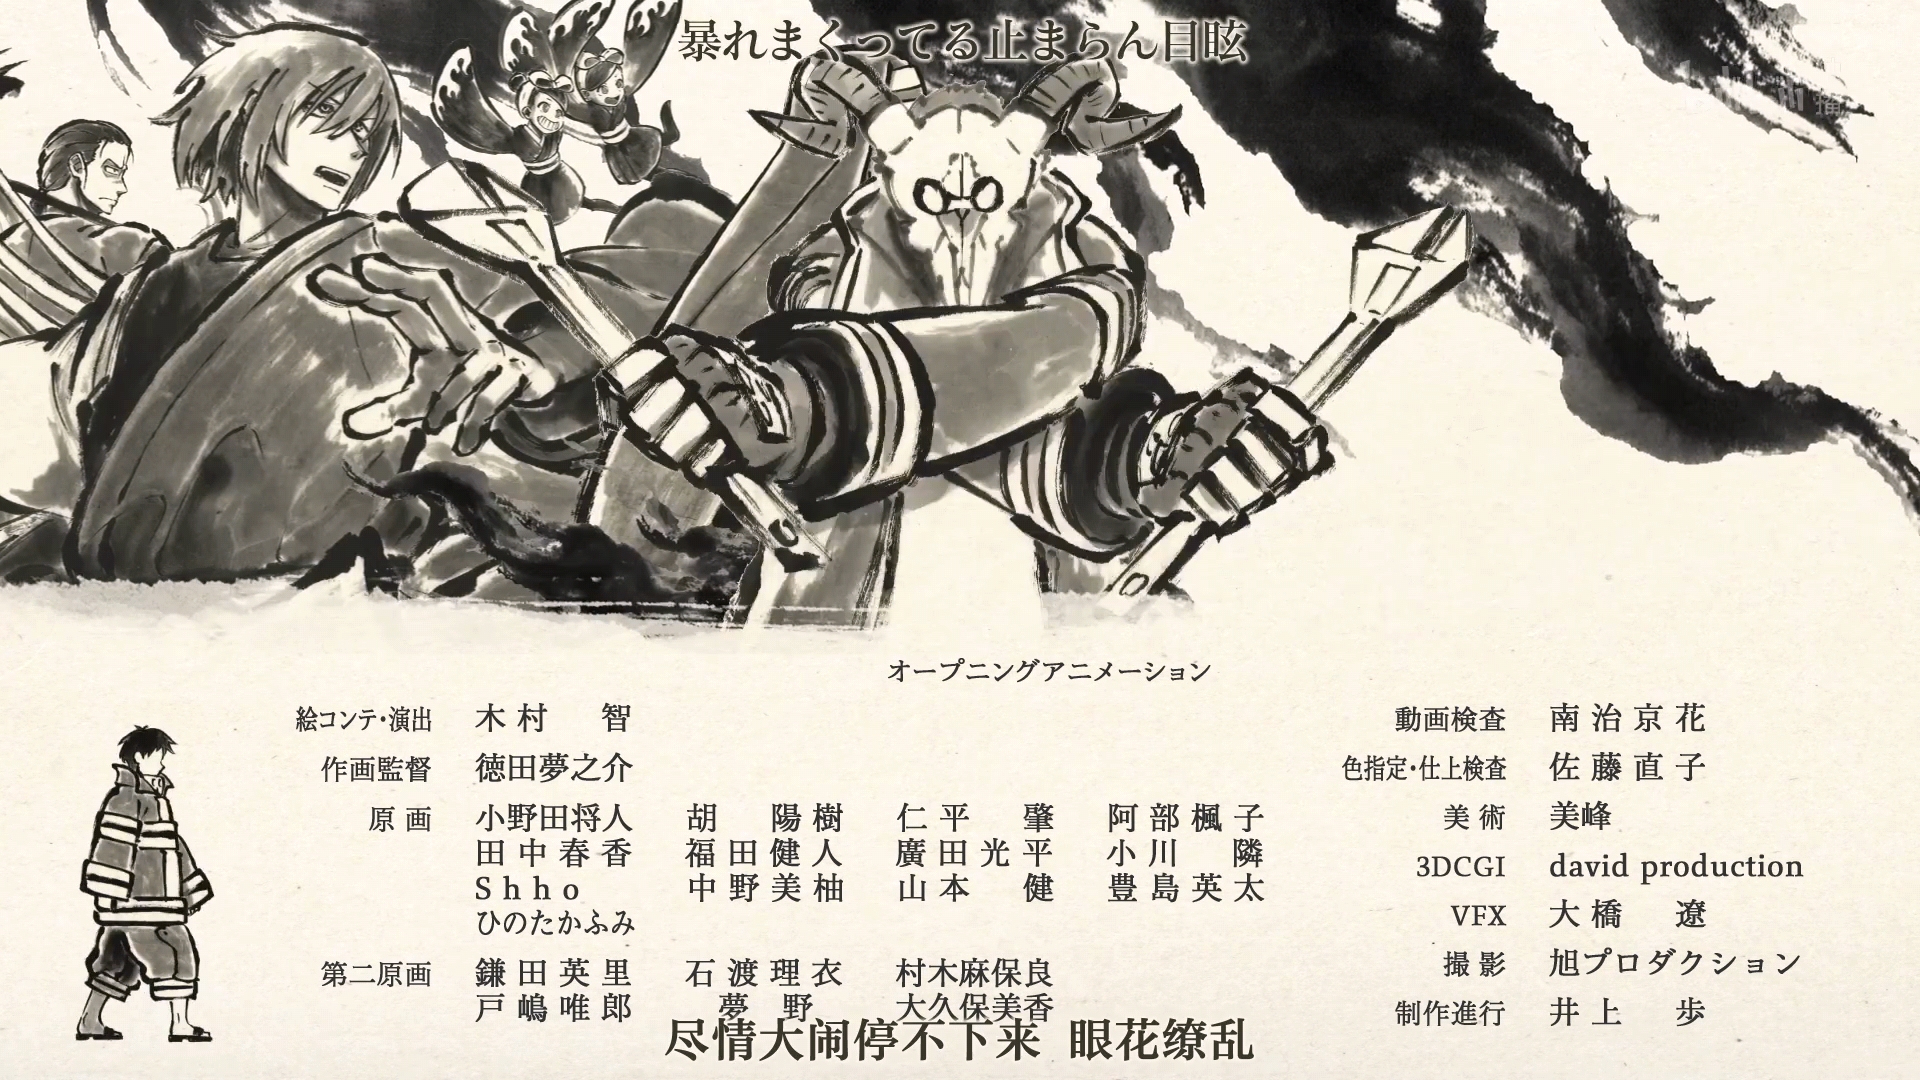 暴れまくってる止まらん目眩
オープニングアニメーション
絵コンテ・演出 木村 智
作画監督 徳田夢之介
原画 小野田将人 胡 陽樹 仁平 肇 阿部楓子
田中春香 福田健人 廣田光平 小川 隣
Shho 中野美柚 山本 健 豊島英太
ひのたかふみ
第二原画 鎌田英里 石渡理衣 村木麻保良
戸嶋唯郎 夢野 大久保美香
動画検査 南治京花
色指定・仕上検査 佐藤直子
美術 美峰
3DCGI david production
VFX 大橋 遼
撮影 旭プロダクション
制作進行 井上 歩
尽情大闹停不下来 眼花缭乱